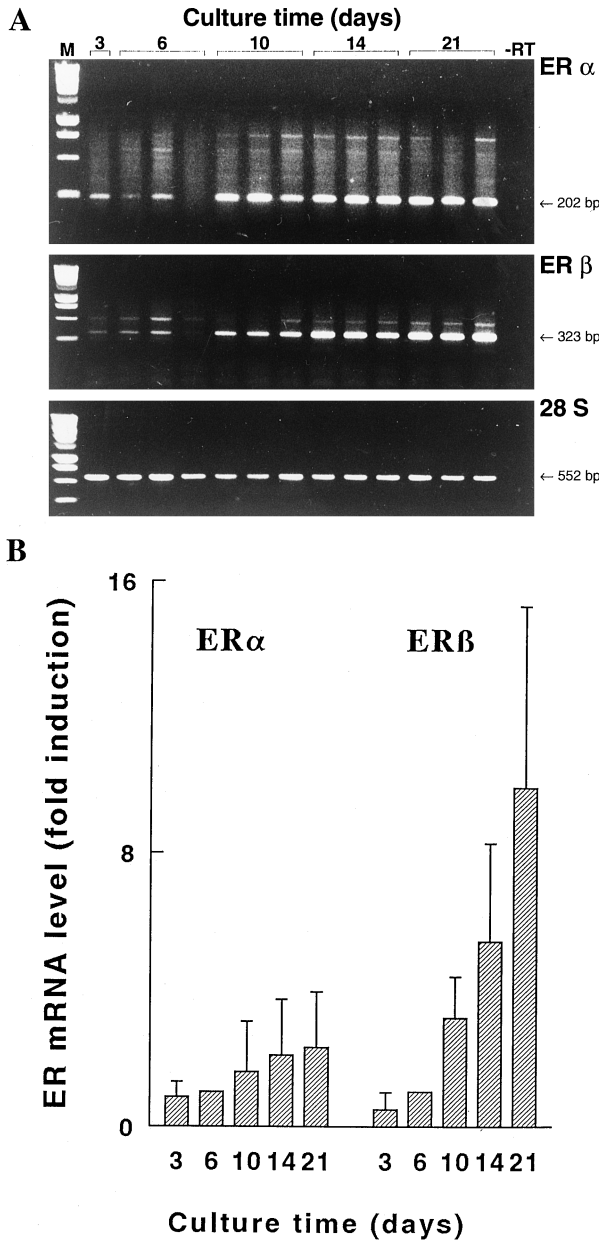 A
Culture time (days)
M 3 6 10 14 21 -RT
ER α
← 202 bp
ER β
← 323 bp
28 S
← 552 bp
B
ER mRNA level (fold induction)
16
8
0
ERα
ERß
3 6 10 14 21 3 6 10 14 21
Culture time (days)